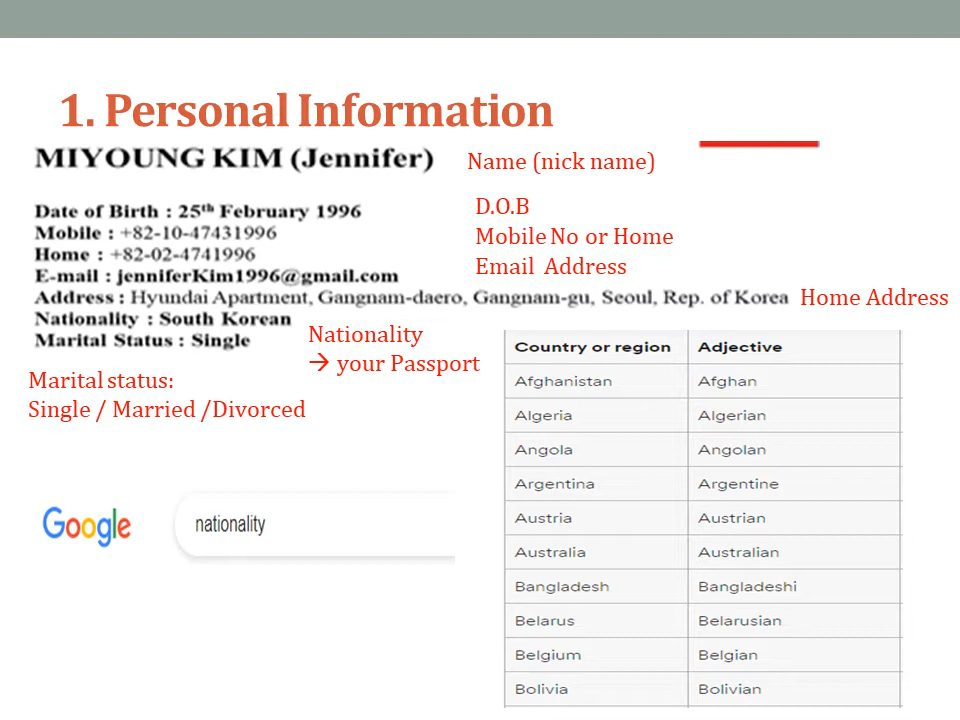 1. Personal Information
MIYOUNG KIM (Jennifer)
Name (nick name)
Date of Birth : 25th February 1996
D.O.B
Mobile : +82-10-47431996
Mobile No or Home
Home : +82-02-4741996
Email Address
E-mail : jenniferKim1996@gmail.com
Address : Hyundai Apartment, Gangnam-daero, Gangnam-gu, Seoul, Rep. of Korea
Home Address
Nationality : South Korean
Nationality
→ your Passport
Marital Status : Single
Marital status:
Single / Married /Divorced
Google
nationality
Country or region Adjective
Afghanistan Afghan
Algeria Algerian
Angola Angolan
Argentina Argentine
Austria Austrian
Australia Australian
Bangladesh Bangladeshi
Belarus Belarusian
Belgium Belgian
Bolivia Bolivian